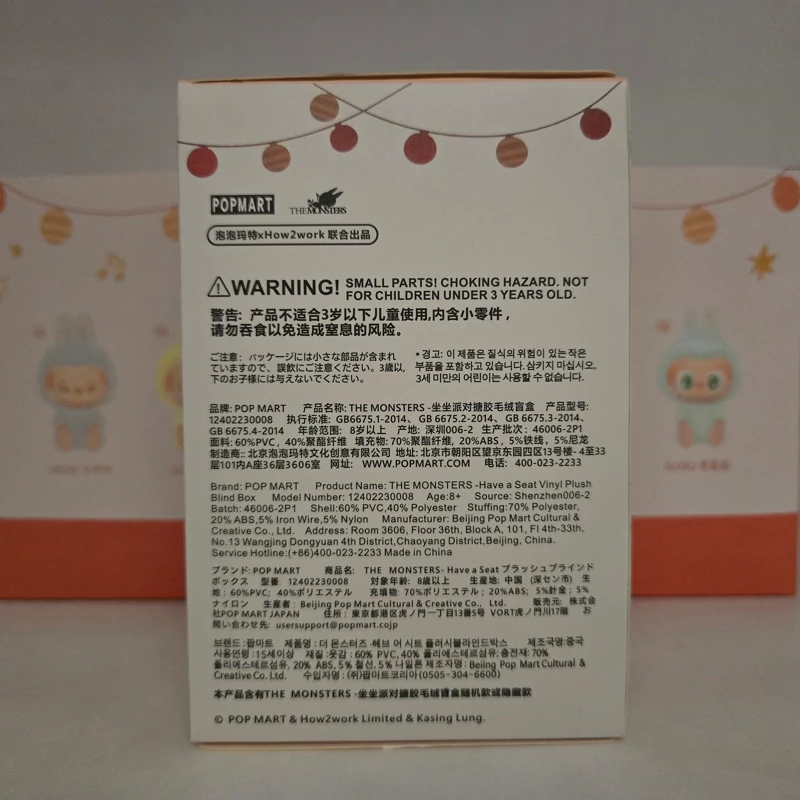 POPMART THE MONSTERS
泡泡玛特xHow2work 联合出品
WARNING! SMALL PARTS! CHOKING HAZARD. NOT
FOR CHILDREN UNDER 3 YEARS OLD.
警告: 产品不适合3岁以下儿童使用,内含小零件,
请勿吞食以免造成窒息的风险。
ご注意: パッケージには小さな部品が含まれ
ていますので、誤飲にご注意ください。3歳以
下のお子様には与えないでください。
*경고: 이 제품은 질식의 위험이 있는작은
부품을 포함하고 있습니다. 삼키지 마십시오,
3세 미만의 어린이는 사용할 수 없습니다.
品牌: POP MART 产品名称: THE MONSTERS -坐坐派对搪胶毛绒盲盒 产品型号:
12402230008 执行标准: GB6675.1-2014、GB 6675.2-2014、GB 6675.3-2014、
GB 6675.4-2014 年龄范围: 8岁以上 产地: 深圳006-2 生产批次: 46006-2P1
面料: 60%PVC, 40%聚酯纤维 填充物: 70%聚酯纤维, 20%ABS, 5%铁线, 5%尼龙
制造商: 北京泡泡玛特文化创意有限公司 地址: 北京市朝阳区望京东园四区13号楼- 4至33
层101内A座36层3606室 网址: WWW.POPMART.COM 电话: 400-023-2233
Brand: POP MART Product Name: THE MONSTERS -Have a Seat Vinyl Plush
Blind Box Model Number: 12402230008 Age:8+ Source: Shenzhen006-2
Batch: 46006-2P1 Shell:60% PVC,40% Polyester Stuffing:70% Polyester,
20% ABS,5% Iron Wire,5% Nylon Manufacturer: Beijing Pop Mart Cultural &
Creative Co., Ltd. Address: Room 3606, Floor 36th, Block A, 101, Fl 4th-33th,
No.13 Wangjing Dongyuan 4th District,Chaoyang District,Beijing, China.
Service Hotline:(+86)400-023-2233 Made in China
ブランド: POP MART 商品名: THE MONSTERS- Have a Seat プラッシュブラインド
ボックス 型番: 12402230008 対象年齢: 8歳以上 生産地: 中国 (深セン市) 生
地: 60%PVC; 40%ポリエステル 充填物: 70%ポリエステル; 20%ABS; 5%針金; 5%
ナイロン 生産者: Beijing Pop Mart Cultural & Creative Co., Ltd. 販売元: 株式会
社POP MART JAPAN 住所: 東京都港区虎ノ門一丁目13番5号 VORT虎ノ門川17階 お
問い合わせ先: usersupport@popmart.cojp
브랜드:팝마트 제품명: 더 몬스터즈 -헤브 어 시트 플러시블라인드박스 제조국명:중국
사용연령:15세이상 재질:봇감: 60% PVC, 40% 폴리에스테르섬유; 충전재:70%
폴리에스테르섬유, 20% ABS, 5% 철선, 5% 나일론 제조자명: Beijing Pop Mart Cultural &
Creative Co., Ltd. 수입자명: (주)팝마트코리아(0505-304-6600)
本产品含有THE MONSTERS -坐坐派对搪胶毛绒盲盒随机款或隐藏款
© POP MART & How2work Limited & Kasing Lung.